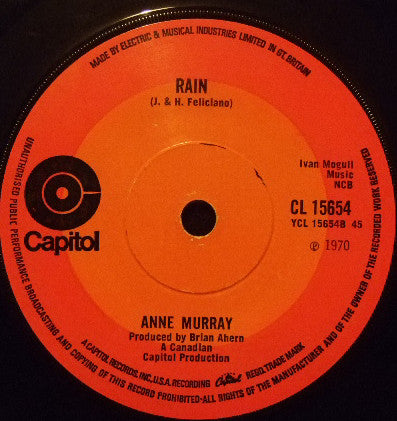 MADE BY ELECTRIC & MUSICAL INDUSTRIES LIMITED IN GT. BRITAIN
RAIN
(J. & H. Feliciano)
Ivan Mogull
Music
NCB
CL 15654
YCL 15654B 45
℗ 1970
Capitol
ANNE MURRAY
Produced by Brian Ahern
A Canadian
Capitol Production
A CAPITOL RECORDS, INC., U.S.A. RECORDING Capitol REGD. TRADE MARK
UNAUTHORISED PUBLIC PERFORMANCE BROADCASTING AND COPYING OF THIS RECORD PROHIBITED-ALL RIGHTS OF THE MANUFACTURER AND OF THE OWNER OF THE RECORDED WORK RESERVED